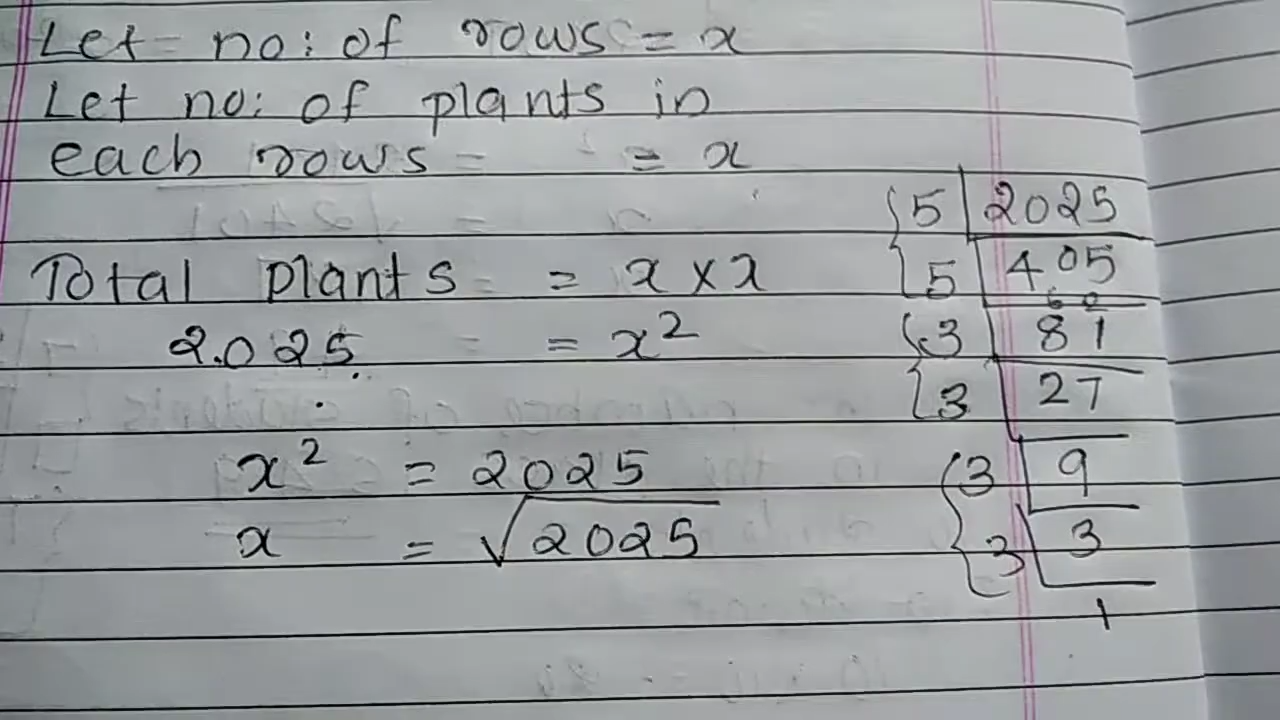 Let no: of rows = x
Let no: of plants in
each rows = = x
Total plants = x × x
2025 = x²
x² = 2025
x = √2025
5 | 2025
5 | 405
3 | 81
3 | 27
3 | 9
3 | 3
1